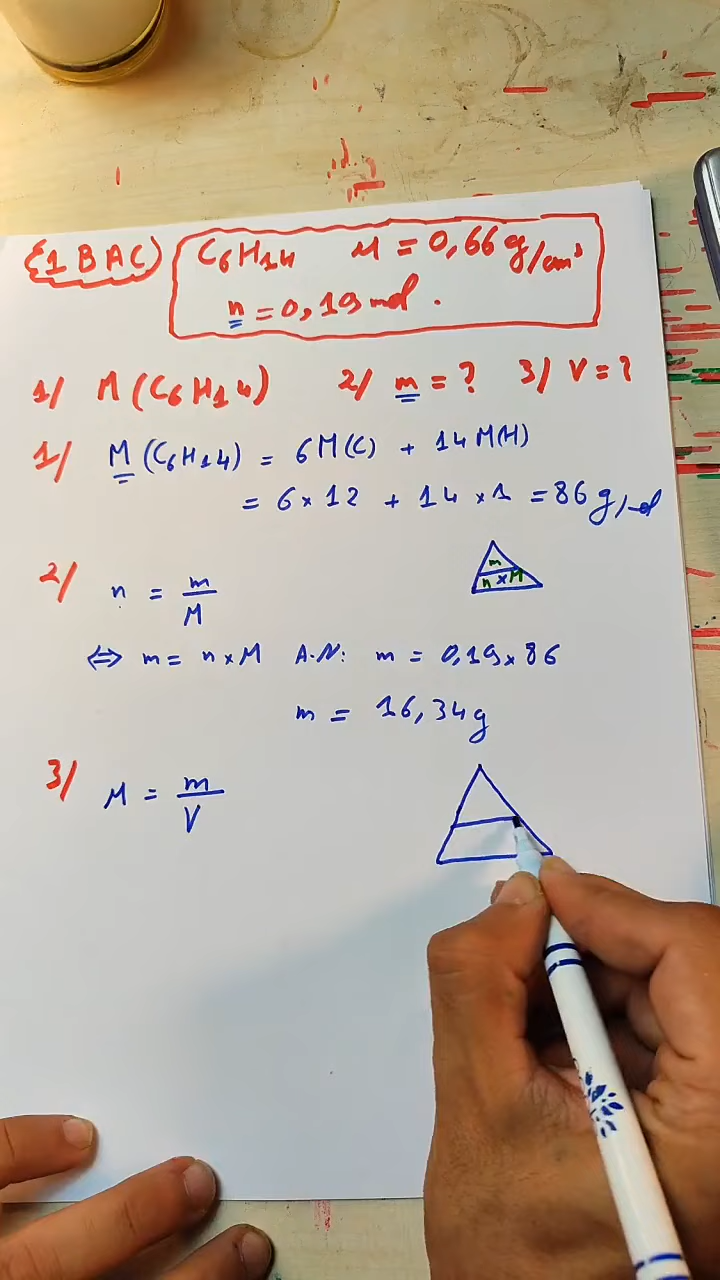 (1 BAC) C₆H₁₄ μ = 0,66 g/cm³
n = 0,19 mol .
1/ M (C₆H₁₄) 2/ m = ? 3/ V = ?
1/ M (C₆H₁₄) = 6M(C) + 14M(H)
= 6 × 12 + 14 × 1 = 86 g/mol
2/ n = m/M
m
n × M
⇔ m = n × M A.N: m = 0,19 × 86
m = 16,34g
3/ μ = m/V